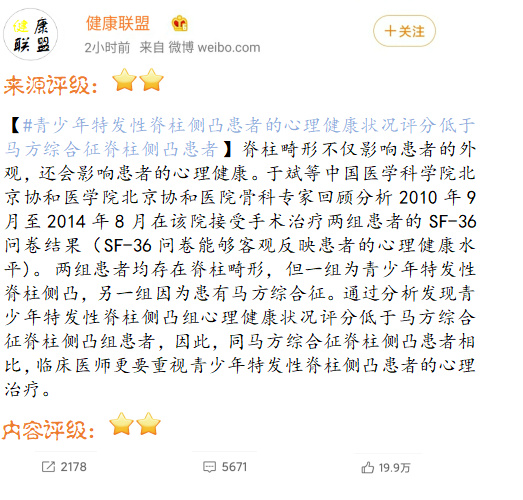 健康
联盟
健康联盟
+关注
2小时前 来自 微博 weibo.com
来源评级：
【#青少年特发性脊柱侧凸患者的心理健康状况评分低于
马方综合征脊柱侧凸患者】脊柱畸形不仅影响患者的外
观，还会影响患者的心理健康。于斌等中国医学科学院北
京协和医学院北京协和医院骨科专家回顾分析 2010 年 9
月至 2014 年 8 月在该院接受手术治疗两组患者的 SF-36
问卷结果（SF-36 问卷能够客观反映患者的心理健康水
平)。两组患者均存在脊柱畸形，但一组为青少年特发性
脊柱侧凸，另一组因为患有马方综合征。通过分析发现青
少年特发性脊柱侧凸组心理健康状况评分低于马方综合
征脊柱侧凸组患者，因此，同马方综合征脊柱侧凸患者相
比，临床医师更要重视青少年特发性脊柱侧凸患者的心理
治疗。
内容评级：
2178 5671 19.9万